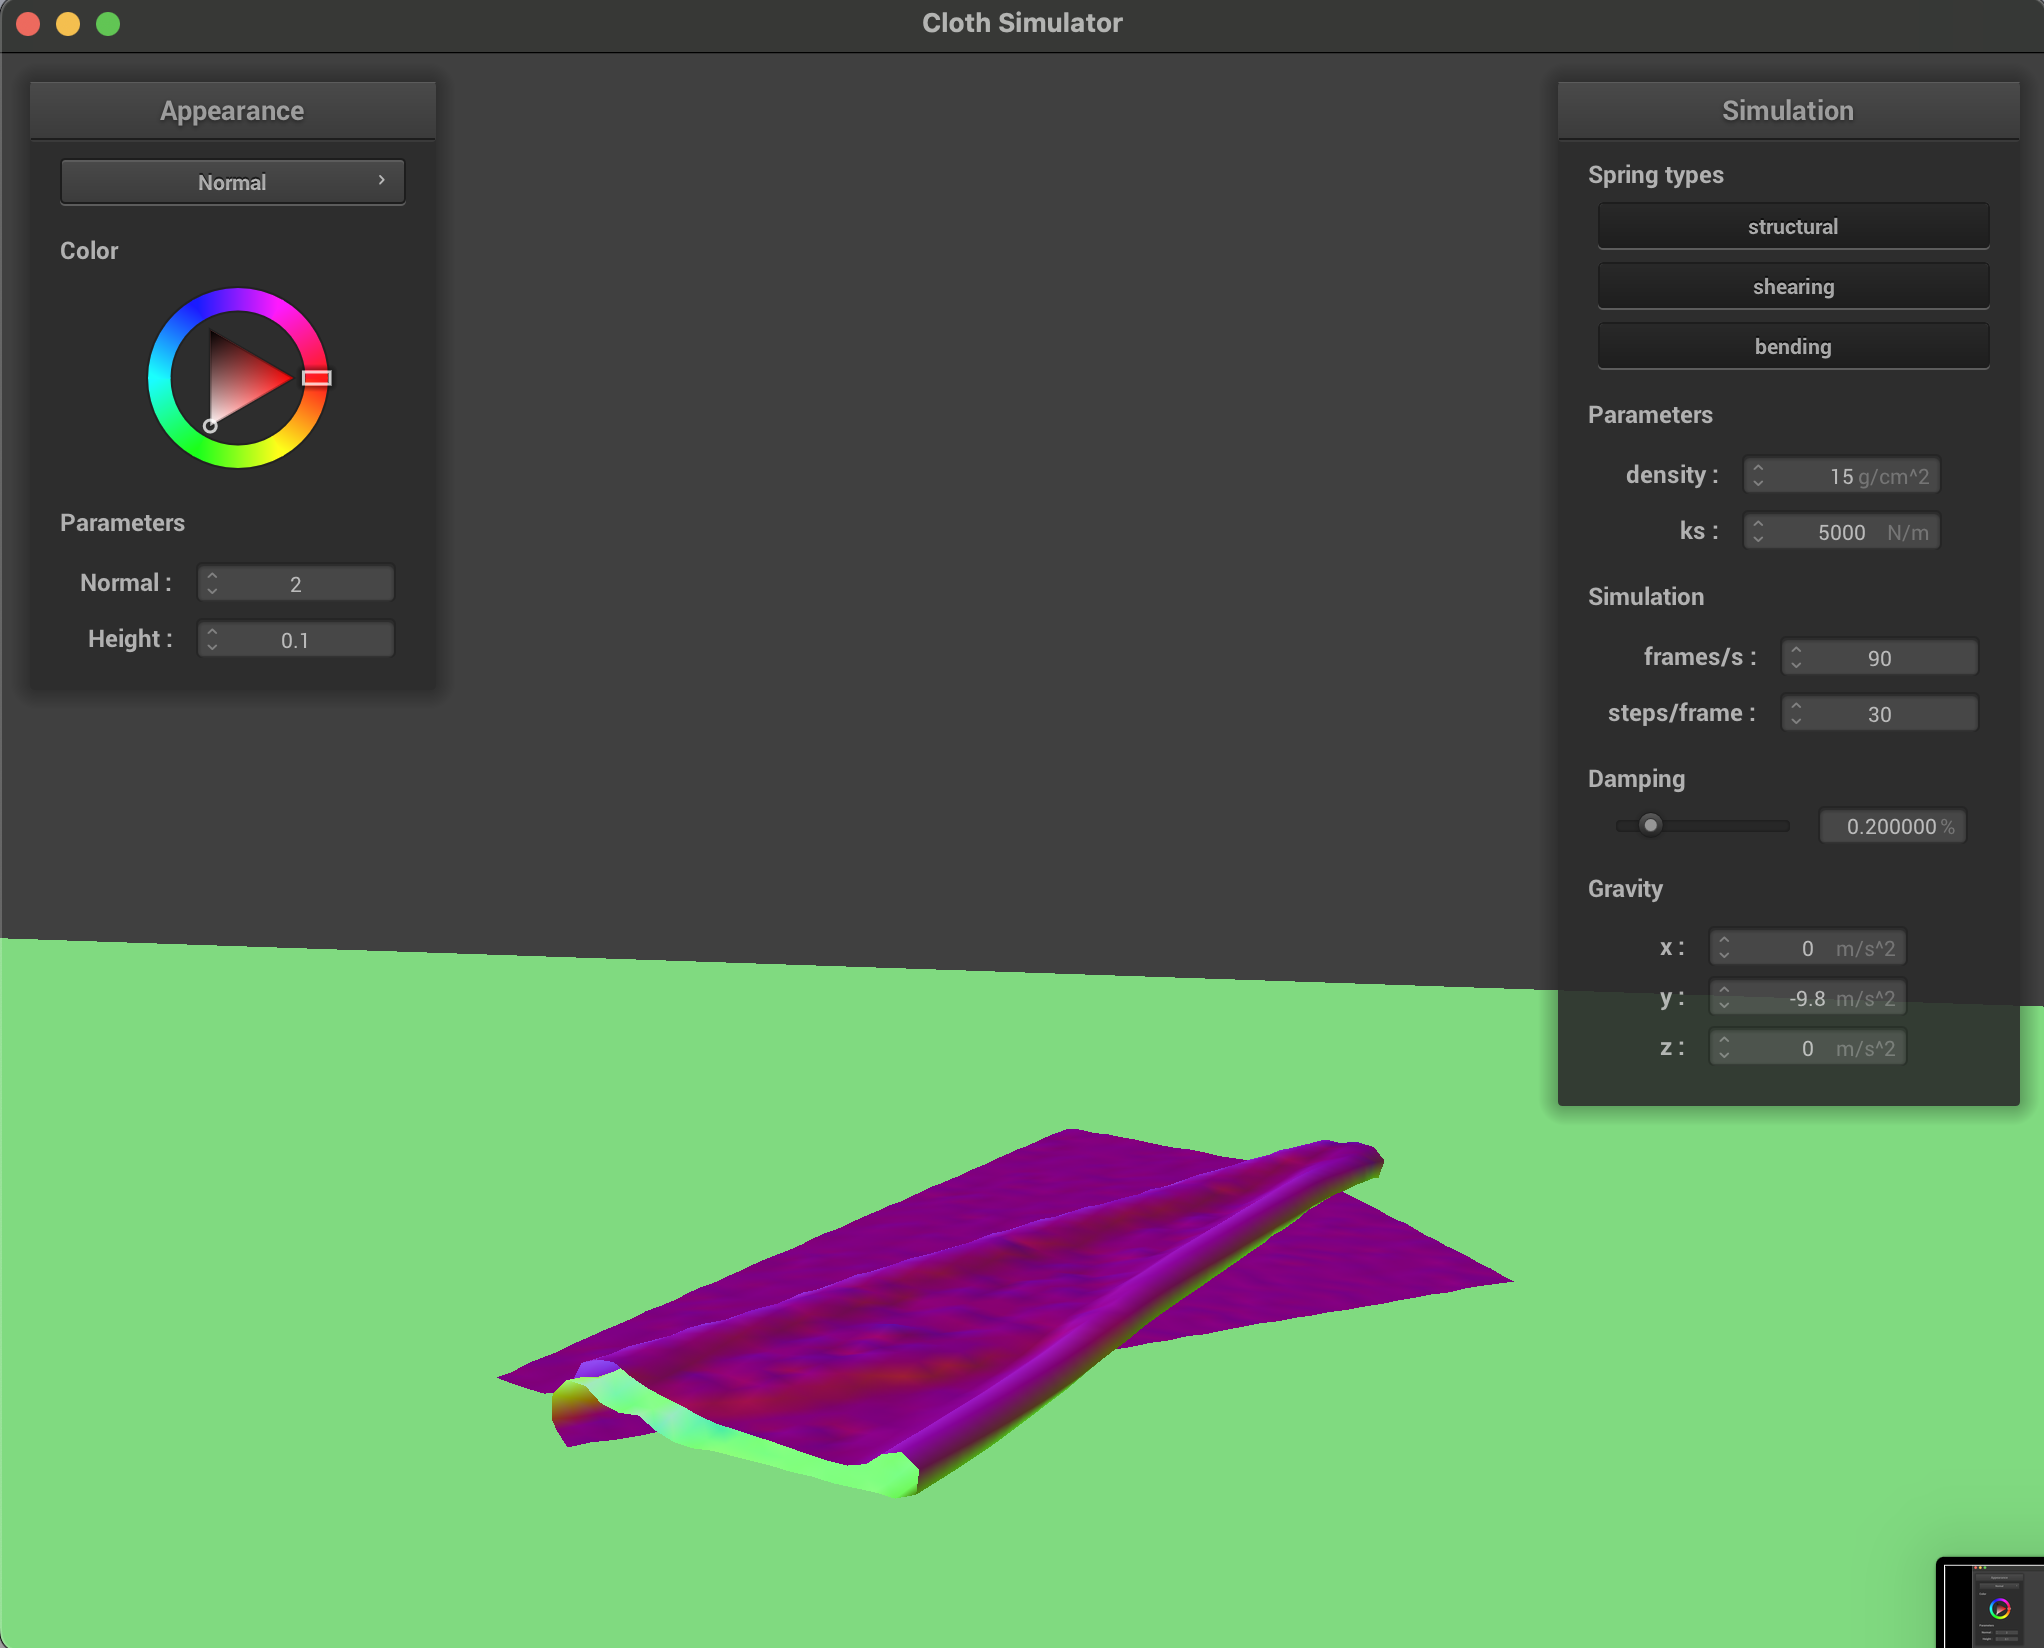 Cloth Simulator
Appearance
Normal
Color
Parameters
Normal : 2
Height : 0.1
Simulation
Spring types
structural
shearing
bending
Parameters
density : 15 g/cm^2
ks : 5000 N/m
Simulation
frames/s : 90
steps/frame : 30
Damping
0.200000 %
Gravity
x : 0 m/s^2
y : -9.8 m/s^2
z : 0 m/s^2